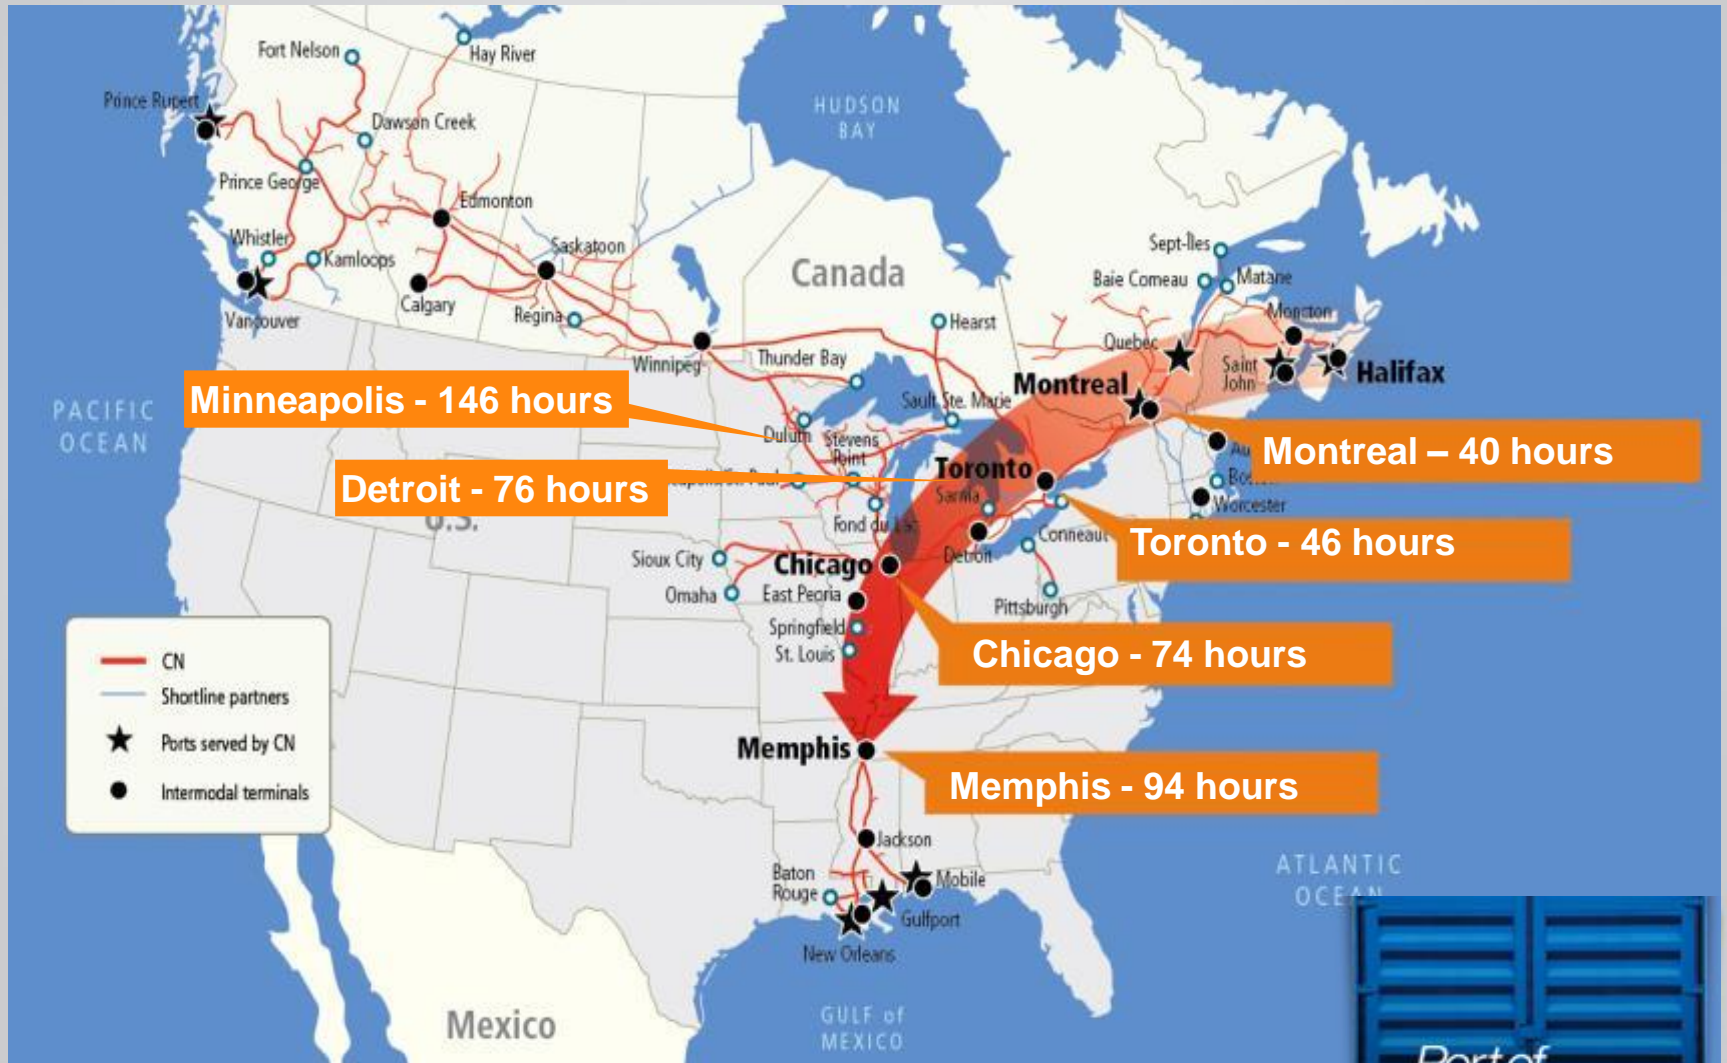 Fort Nelson
Hay River
Prince Rupert
HUDSON
BAY
Dawson Creek
Prince George
Edmonton
Whistler
Kamloops
Saskatoon
Sept-Îles
Canada
Baie Comeau
Matane
Vancouver
Calgary
Regina
Hearst
Moncton
Quebec
Winnipeg
Thunder Bay
Saint
John
Halifax
Montreal
Minneapolis - 146 hours
Sault Ste. Marie
PACIFIC
OCEAN
Duluth
Stevens
Point
Au
Montreal – 40 hours
Toronto
Detroit - 76 hours
Sarnia
Worcester
Fond du Lac
U.S.
Conneaut
Toronto - 46 hours
Detroit
Sioux City
Chicago
Omaha
East Peoria
Pittsburgh
Springfield
St. Louis
Chicago - 74 hours
CN
Shortline partners
Ports served by CN
Intermodal terminals
Memphis
Memphis - 94 hours
Jackson
Baton
Rouge
Mobile
Gulfport
New Orleans
ATLANTIC
OCEAN
Mexico
GULF of
MEXICO
Port of